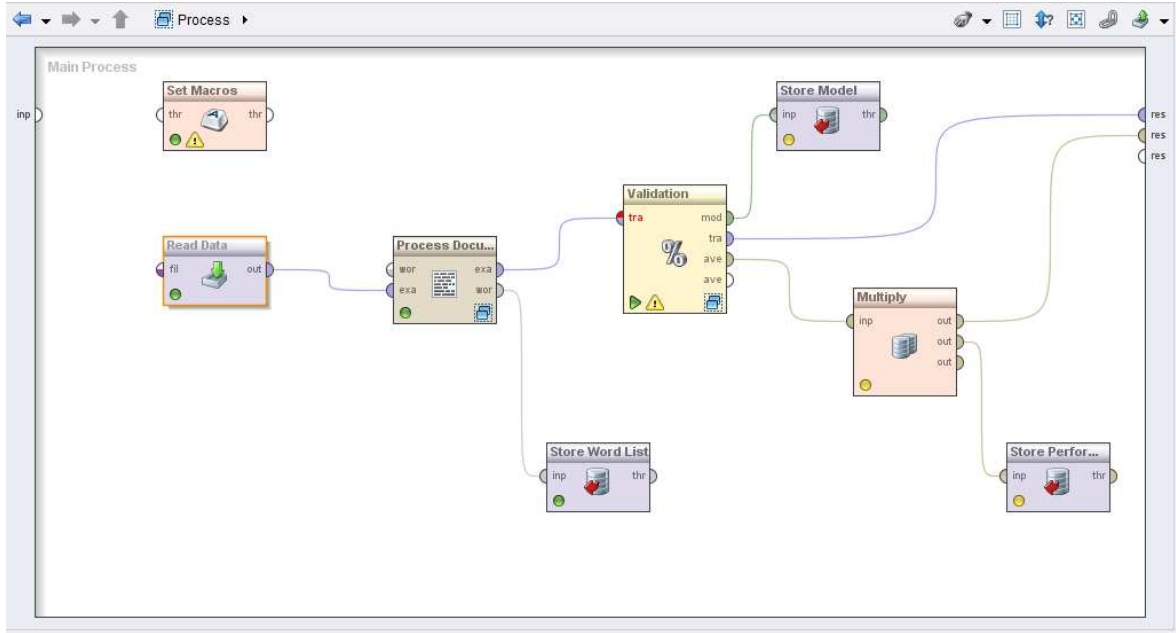 Process
Main Process
inp
Set Macros
thr thr
Store Model
inp thr
res
res
res
Validation
tra mod
tra
ave
ave
Read Data
fil out
Process Docu...
wor exa
exa wor
Multiply
inp out
out
out
Store Word List
inp thr
Store Perfor...
inp thr